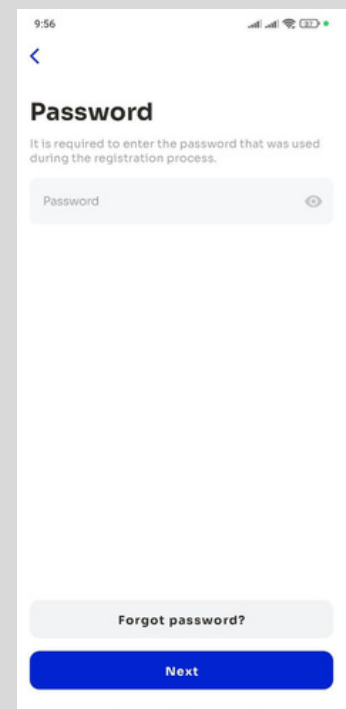 9:56
37
Password
It is required to enter the password that was used
during the registration process.
Password
Forgot password?
Next